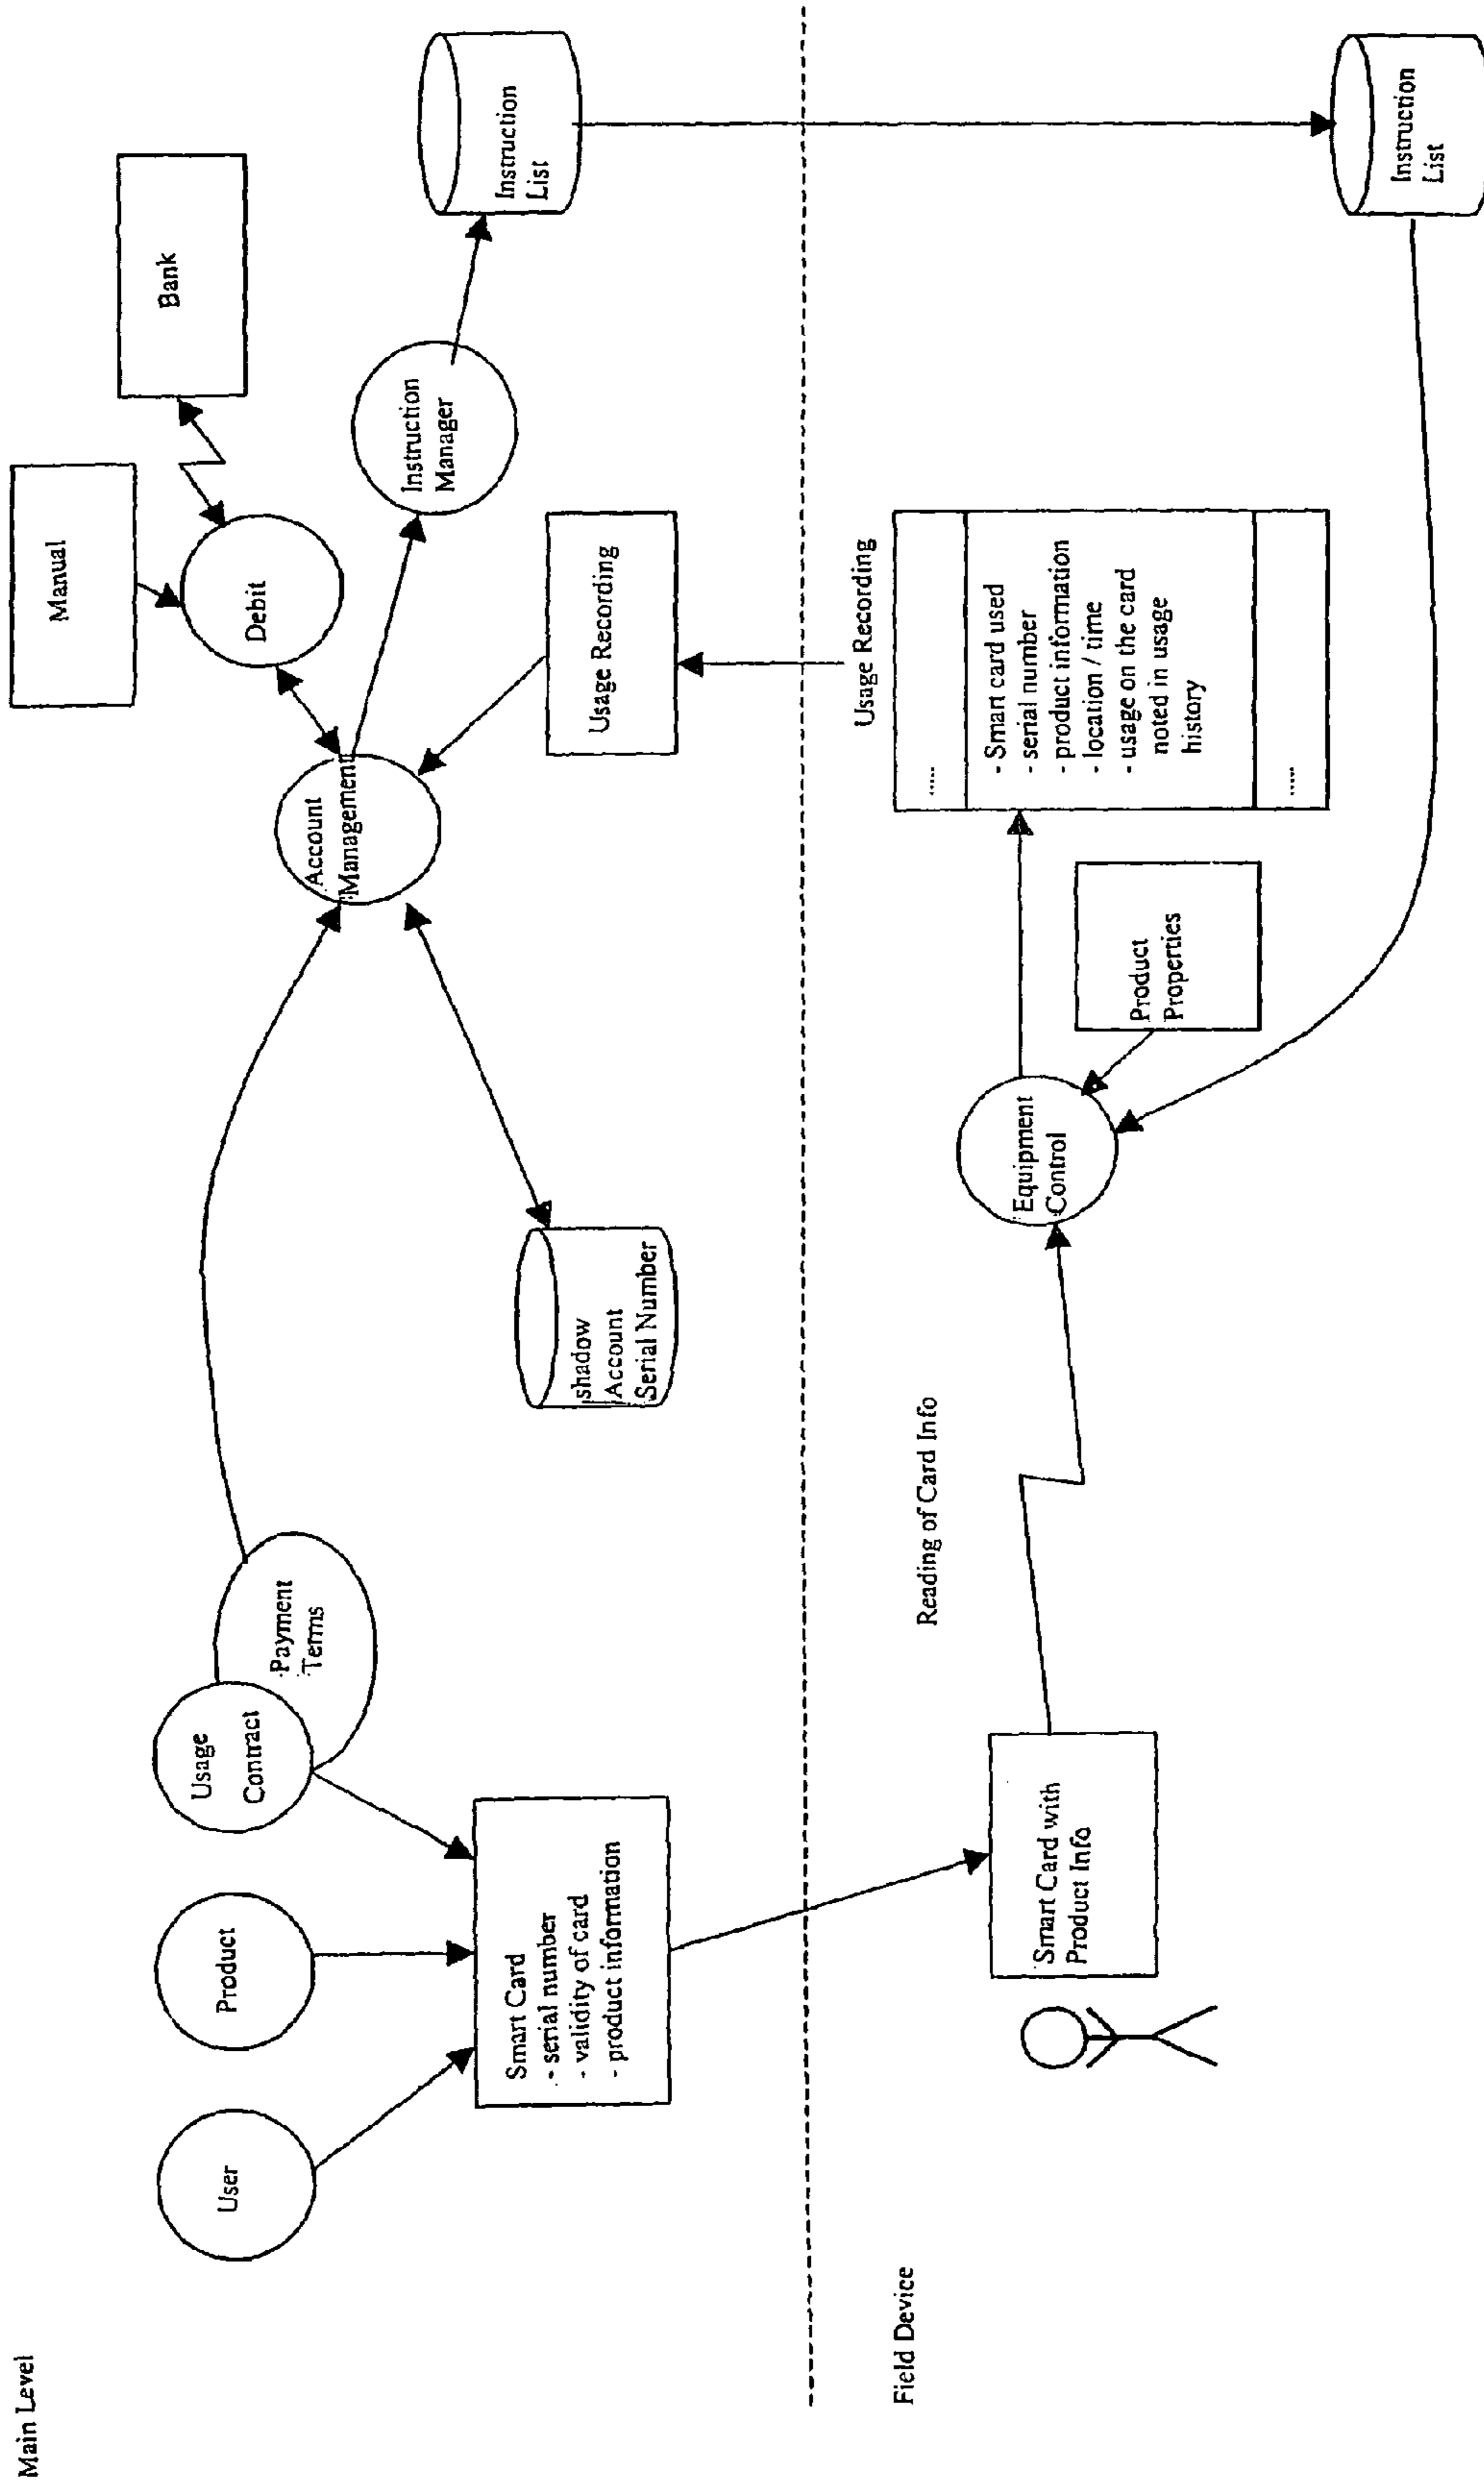 Main Level
User
Product
Usage
Contract
Payment
Terms
Smart Card
- serial number
- validity of card
- product information
shadow
Account
Serial Number
Account
Management
Manual
Debit
Bank
Instruction
Manager
Instruction
List
Usage Recording
Field Device
Smart Card with
Product Info
Reading of Card Info
Equipment
Control
Product
Properties
Usage Recording
.....
- Smart card used
- serial number
- product information
- location / time
- usage on the card
noted in usage
history
.....
Instruction
List